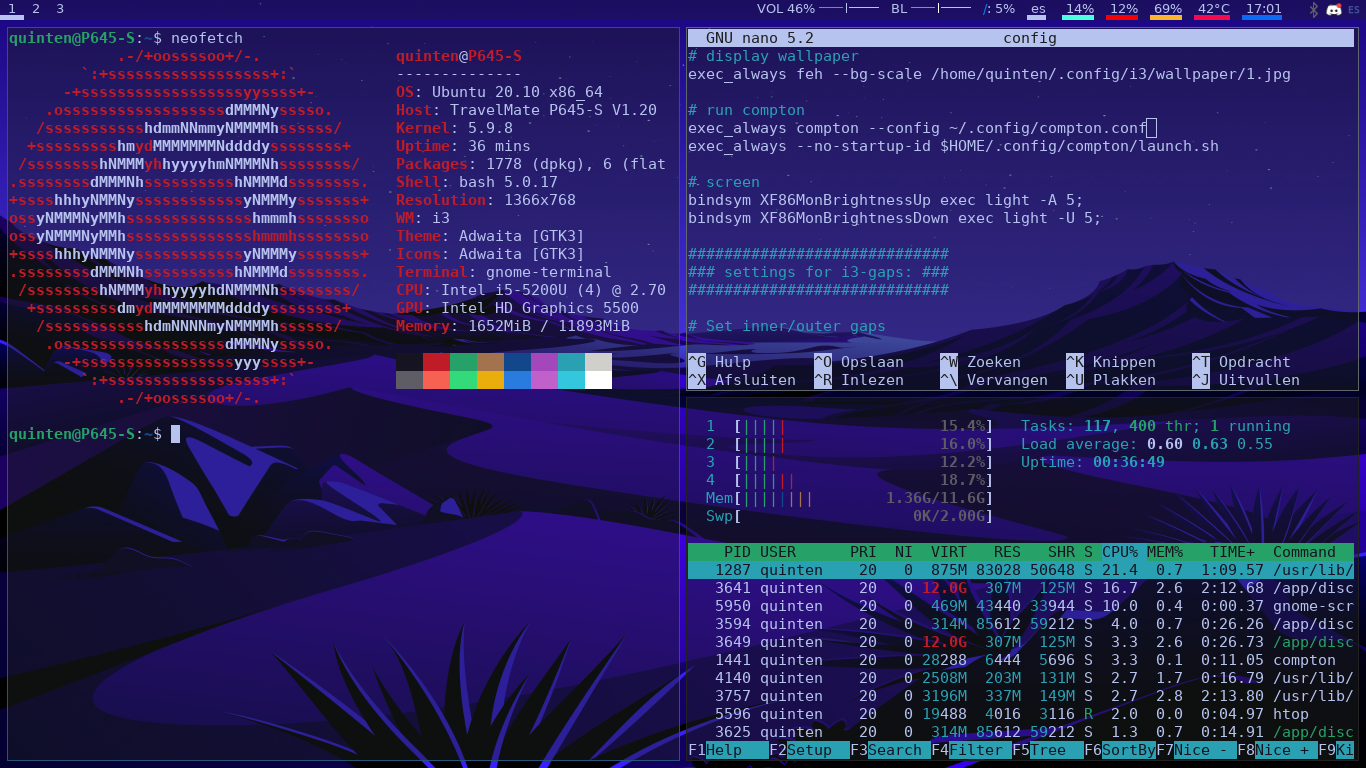 1 2 3 VOL 46% BL /: 5% es 14% 12% 69% 42°C 17:01 ES
quinten@P645-S:~$ neofetch
.-/+oossssoo+/-.
`:+ssssssssssssssssss+:`
-+ssssssssssssssssssyyssss+-
.ossssssssssssssssssdMMMNysssso.
/ssssssssssshdmmNNmmyNMMMMhssssss/
+ssssssssshmydMMMMMMMNddddyssssssss+
/sssssssshNMMMyhhyyyyhmNMMMNhssssssss/
.ssssssssdMMMNhsssssssssshNMMMdssssssss.
+sssshhhyNMMNyssssssssssssyNMMMysssssss+
ossyNMMMNyMMhsssssssssssssshmmmhssssssso
ossyNMMMNyMMhsssssssssssssshmmmhssssssso
+sssshhhyNMMNyssssssssssssyNMMMysssssss+
.ssssssssdMMMNhsssssssssshNMMMdssssssss.
/sssssssshNMMMyhhyyyyhdNMMMNhssssssss/
+sssssssssdmydMMMMMMMMddddyssssssss+
/ssssssssssshdmNNNNmyNMMMMhssssss/
.ossssssssssssssssssdMMMNysssso.
-+sssssssssssssssssyyyssss+-
`:+ssssssssssssssssss+:`
.-/+oossssoo+/-.
quinten@P645-S
--------------
OS: Ubuntu 20.10 x86_64
Host: TravelMate P645-S V1.20
Kernel: 5.9.8
Uptime: 36 mins
Packages: 1778 (dpkg), 6 (flat
Shell: bash 5.0.17
Resolution: 1366x768
WM: i3
Theme: Adwaita [GTK3]
Icons: Adwaita [GTK3]
Terminal: gnome-terminal
CPU: Intel i5-5200U (4) @ 2.70
GPU: Intel HD Graphics 5500
Memory: 1652MiB / 11893MiB
quinten@P645-S:~$
GNU nano 5.2 config
# display wallpaper
exec_always feh --bg-scale /home/quinten/.config/i3/wallpaper/1.jpg
# run compton
exec_always compton --config ~/.config/compton.conf
exec_always --no-startup-id $HOME/.config/compton/launch.sh
# screen
bindsym XF86MonBrightnessUp exec light -A 5;
bindsym XF86MonBrightnessDown exec light -U 5;
#############################
### settings for i3-gaps: ###
#############################
# Set inner/outer gaps
^G Hulp ^O Opslaan ^W Zoeken ^K Knippen ^T Opdracht
^X Afsluiten ^R Inlezen ^\ Vervangen ^U Plakken ^J Uitvullen
1 [||||| 15.4%] Tasks: 117, 400 thr; 1 running
2 [||||| 16.0%] Load average: 0.60 0.63 0.55
3 [|||| 12.2%] Uptime: 00:36:49
4 [|||||| 18.7%]
Mem[|||||||| 1.36G/11.6G]
Swp[ 0K/2.00G]
PID USER PRI NI VIRT RES SHR S CPU% MEM% TIME+ Command
1287 quinten 20 0 875M 83028 50648 S 21.4 0.7 1:09.57 /usr/lib/
3641 quinten 20 0 12.0G 307M 125M S 16.7 2.6 2:12.68 /app/disc
5950 quinten 20 0 469M 43440 33944 S 10.0 0.4 0:00.37 gnome-scr
3594 quinten 20 0 314M 85612 59212 S 4.0 0.7 0:26.26 /app/disc
3649 quinten 20 0 12.0G 307M 125M S 3.3 2.6 0:26.73 /app/disc
1441 quinten 20 0 28288 6444 5696 S 3.3 0.1 0:11.05 compton
4140 quinten 20 0 2508M 203M 131M S 2.7 1.7 0:16.79 /usr/lib/
3757 quinten 20 0 3196M 337M 149M S 2.7 2.8 2:13.80 /usr/lib/
5596 quinten 20 0 19488 4016 3116 R 2.0 0.0 0:04.97 htop
3625 quinten 20 0 314M 85612 59212 S 1.3 0.7 0:14.91 /app/disc
F1Help F2Setup F3Search F4Filter F5Tree F6SortBy F7Nice - F8Nice + F9Ki